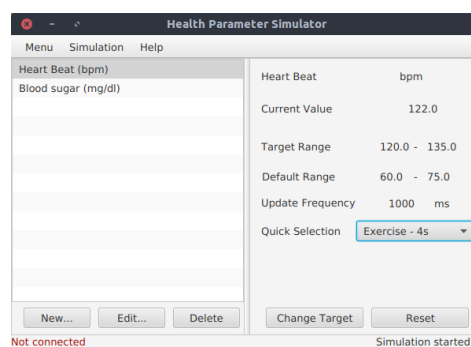 Health Parameter Simulator
Menu Simulation Help
Heart Beat (bpm)
Blood sugar (mg/dl)
Heart Beat bpm
Current Value 122.0
Target Range 120.0 - 135.0
Default Range 60.0 - 75.0
Update Frequency 1000 ms
Quick Selection Exercise - 4s
New... Edit... Delete
Change Target Reset
Not connected Simulation started